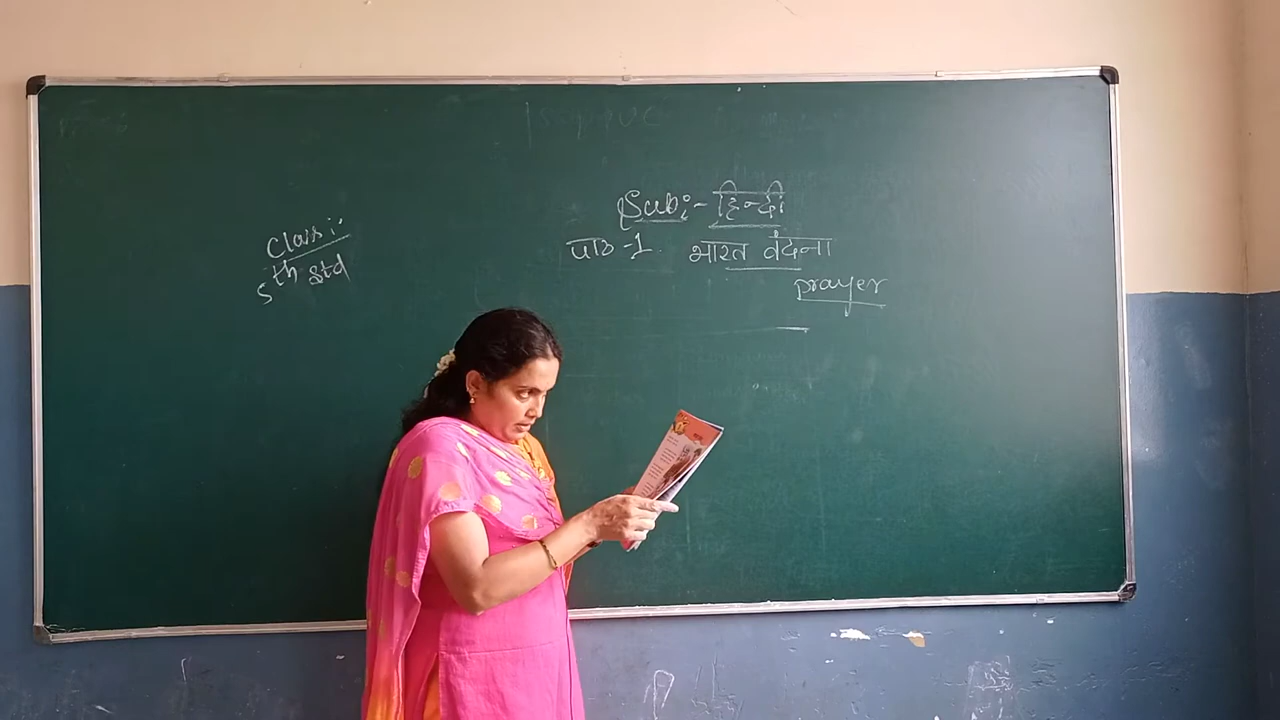 Class :
5th Std
Sub :- हिन्दी
पाठ -1 भारत वंदना
prayer